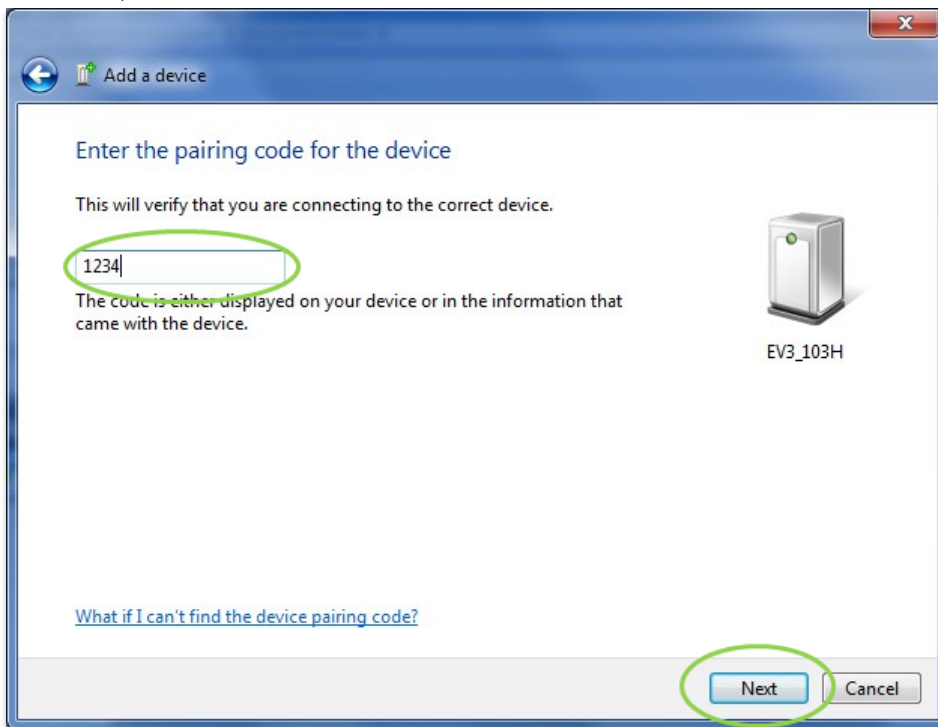 X
Add a device
Enter the pairing code for the device
This will verify that you are connecting to the correct device.
1234
The code is either displayed on your device or in the information that
came with the device.
EV3_103H
What if I can't find the device pairing code?
Next
Cancel